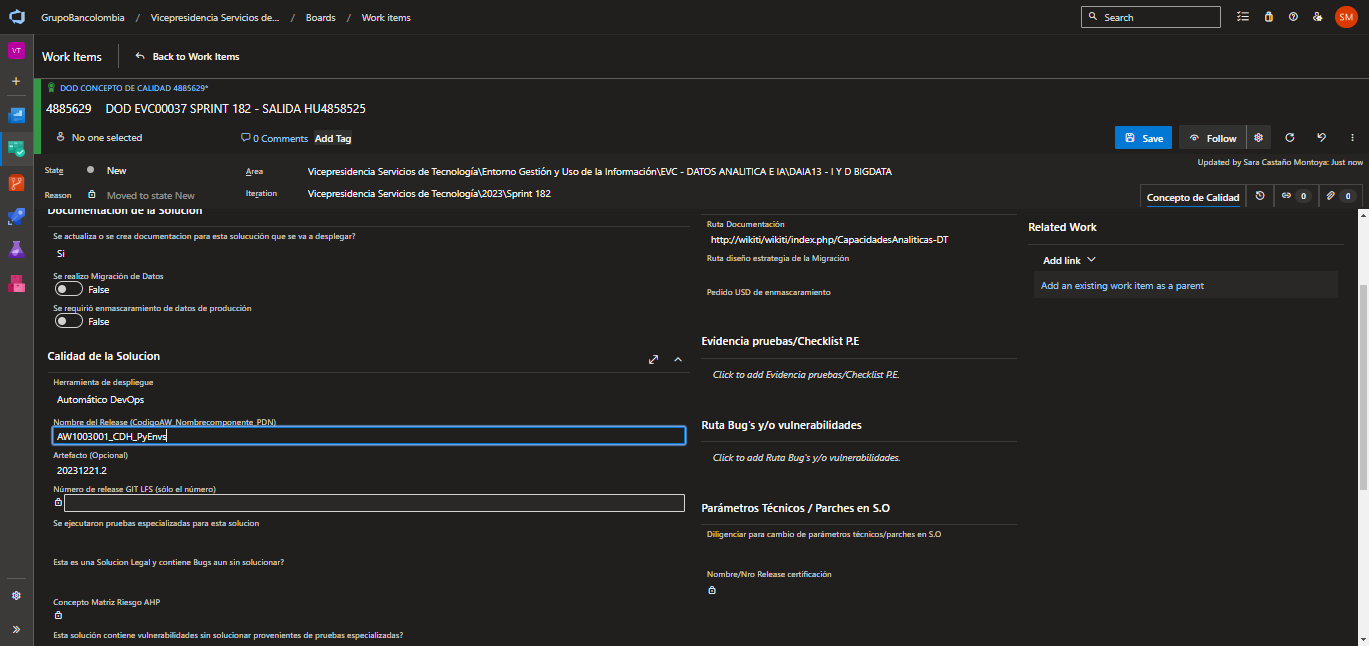 GrupoBancolombia / Vicepresidencia Servicios de... / Boards / Work items
Search
SM
VT
Work Items
Back to Work Items
DOD CONCEPTO DE CALIDAD 4885629*
4885629 DOD EVC00037 SPRINT 182 - SALIDA HU4858525
No one selected
0 Comments
Add Tag
Save
Follow
Updated by Sara Castaño Montoya: Just now
State
New
Area
Vicepresidencia Servicios de Tecnología\Entorno Gestión y Uso de la Información\EVC - DATOS ANALITICA E IA\DAIA13 - I Y D BIGDATA
Reason
Moved to state New
Iteration
Vicepresidencia Servicios de Tecnología\2023\Sprint 182
Concepto de Calidad
0
0
Documentacion de la Solucion
Se actualiza o se crea documentacion para esta solucución que se va a desplegar?
Si
Se realizo Migración de Datos
False
Se requirió enmascaramiento de datos de producción
False
Calidad de la Solucion
Herramienta de despliegue
Automático DevOps
Nombre del Release (CodigoAW_Nombrecomponente_PDN)
AW1003001_CDH_PyEnvs
Artefacto (Opcional)
20231221.2
Número de release GIT LFS (sólo el número)
Se ejecutaron pruebas especializadas para esta solucion
Esta es una Solucion Legal y contiene Bugs aun sin solucionar?
Concepto Matriz Riesgo AHP
Esta solución contiene vulnerabilidades sin solucionar provenientes de pruebas especializadas?
Ruta Documentación
http://wikiti/wikiti/index.php/CapacidadesAnaliticas-DT
Ruta diseño estrategia de la Migración
Pedido USD de enmascaramiento
Evidencia pruebas/Checklist P.E
Click to add Evidencia pruebas/Checklist P.E.
Ruta Bug's y/o vulnerabilidades
Click to add Ruta Bug's y/o vulnerabilidades.
Parámetros Técnicos / Parches en S.O
Diligenciar para cambio de parámetros técnicos/parches en S.O
Nombre/Nro Release certificación
Related Work
Add link
Add an existing work item as a parent